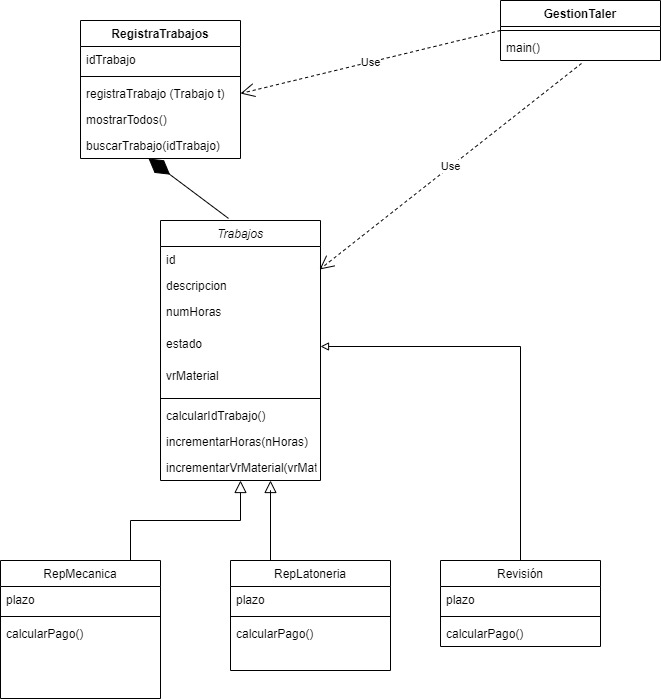 GestionTaler
main()
RegistraTrabajos
idTrabajo
registraTrabajo (Trabajo t)
mostrarTodos()
buscarTrabajo(idTrabajo)
Use
Use
Trabajos
id
descripcion
numHoras
estado
vrMaterial
calcularIdTrabajo()
incrementarHoras(nHoras)
incrementarVrMaterial(vrMat
RepMecanica
plazo
calcularPago()
RepLatoneria
plazo
calcularPago()
Revisión
plazo
calcularPago()